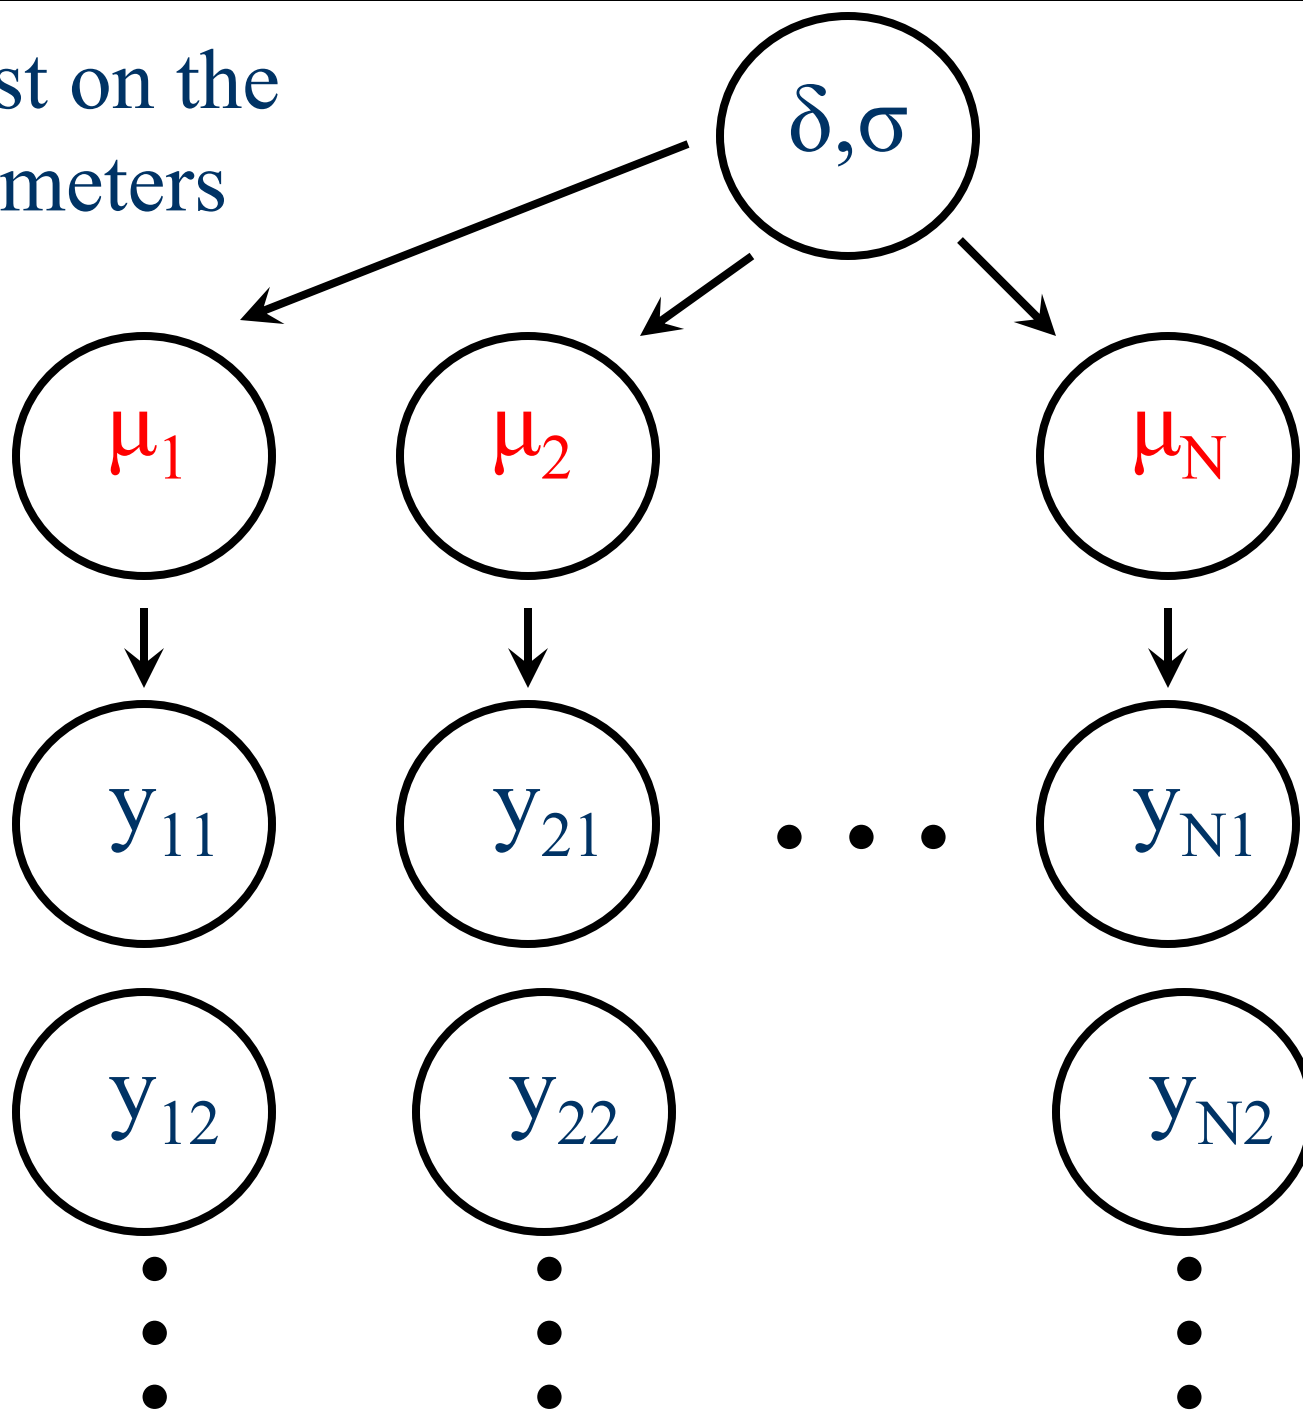 st on the
δ,σ
meters
μ1 μ2 μN
y11 y21 yN1
y12 y22 yN2